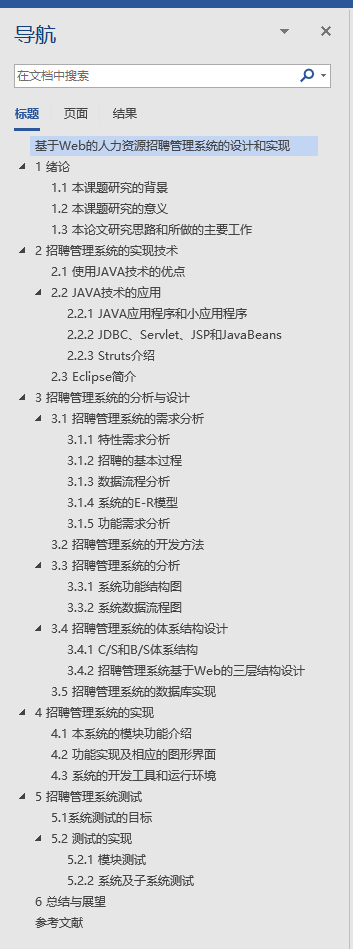 导航
在文档中搜索
标题 页面 结果
基于Web的人力资源招聘管理系统的设计和实现
1 绪论
1.1 本课题研究的背景
1.2 本课题研究的意义
1.3 本论文研究思路和所做的主要工作
2 招聘管理系统的实现技术
2.1 使用JAVA技术的优点
2.2 JAVA技术的应用
2.2.1 JAVA应用程序和小应用程序
2.2.2 JDBC、Servlet、JSP和JavaBeans
2.2.3 Struts介绍
2.3 Eclipse简介
3 招聘管理系统的分析与设计
3.1 招聘管理系统的需求分析
3.1.1 特性需求分析
3.1.2 招聘的基本过程
3.1.3 数据流程分析
3.1.4 系统的E-R模型
3.1.5 功能需求分析
3.2 招聘管理系统的开发方法
3.3 招聘管理系统的分析
3.3.1 系统功能结构图
3.3.2 系统数据流程图
3.4 招聘管理系统的体系结构设计
3.4.1 C/S和B/S体系结构
3.4.2 招聘管理系统基于Web的三层结构设计
3.5 招聘管理系统的数据库实现
4 招聘管理系统的实现
4.1 本系统的模块功能介绍
4.2 功能实现及相应的图形界面
4.3 系统的开发工具和运行环境
5 招聘管理系统测试
5.1系统测试的目标
5.2 测试的实现
5.2.1 模块测试
5.2.2 系统及子系统测试
6 总结与展望
参考文献